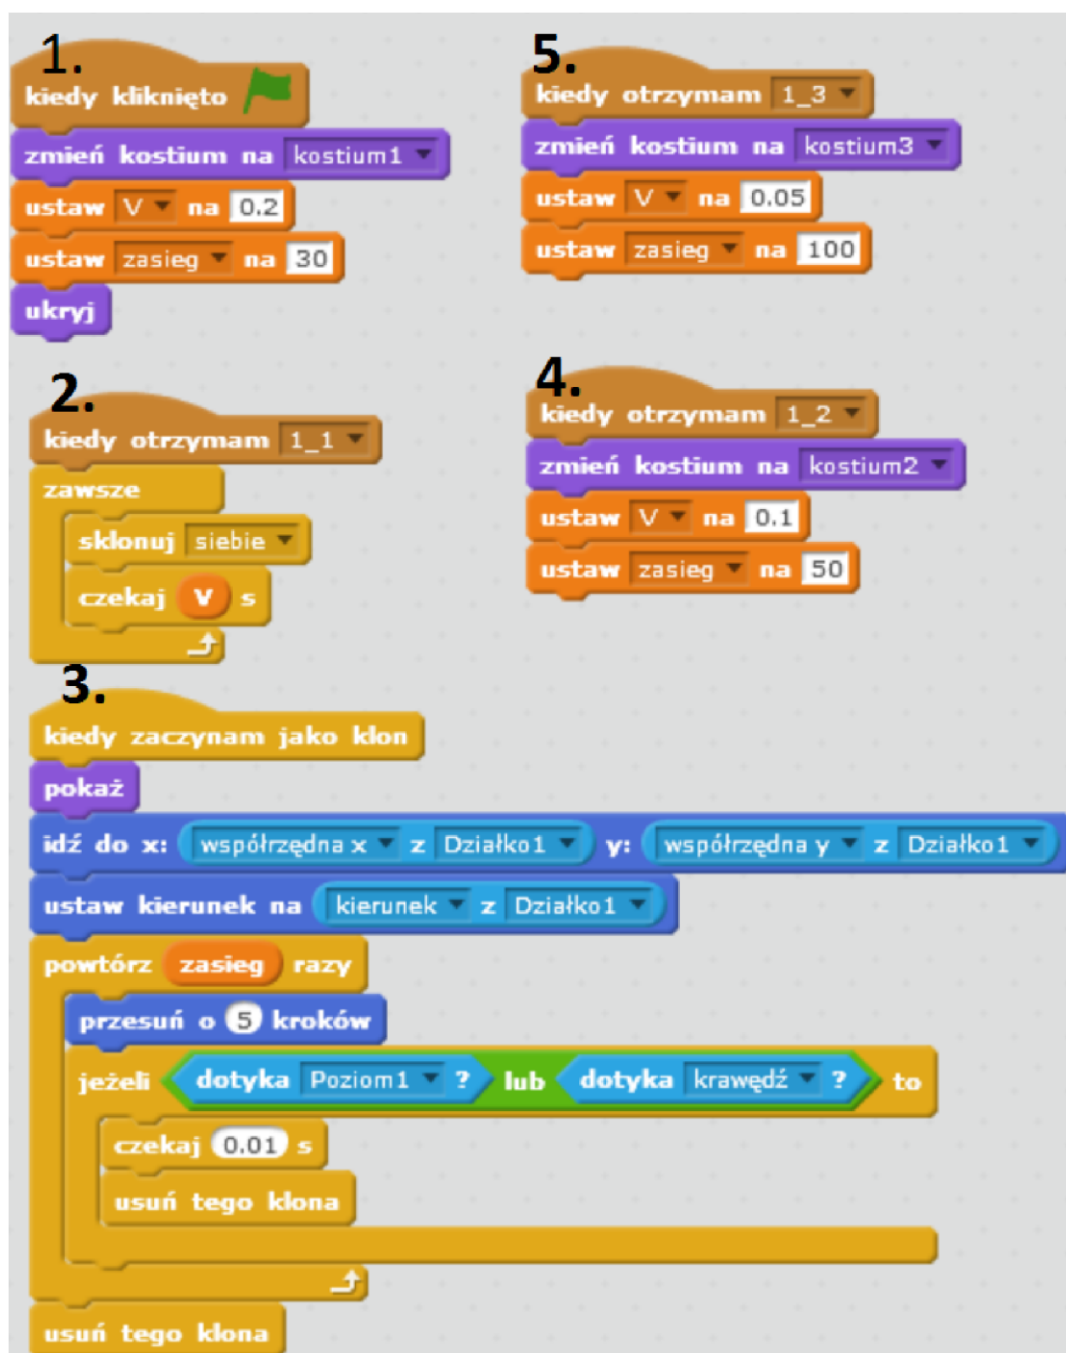 1.
kiedy kliknięto
zmień kostium na kostium1
ustaw V na 0.2
ustaw zasieg na 30
ukryj
2.
kiedy otrzymam 1_1
zawsze
sklonuj siebie
czekaj V s
3.
kiedy zaczynam jako klon
pokaż
idź do x: współrzędna x z Działko1 y: współrzędna y z Działko1
ustaw kierunek na kierunek z Działko1
powtórz zasieg razy
przesuń o 5 kroków
jeżeli dotyka Poziom1 ? lub dotyka krawędź ? to
czekaj 0.01 s
usuń tego klona
usuń tego klona
5.
kiedy otrzymam 1_3
zmień kostium na kostium3
ustaw V na 0.05
ustaw zasieg na 100
4.
kiedy otrzymam 1_2
zmień kostium na kostium2
ustaw V na 0.1
ustaw zasieg na 50